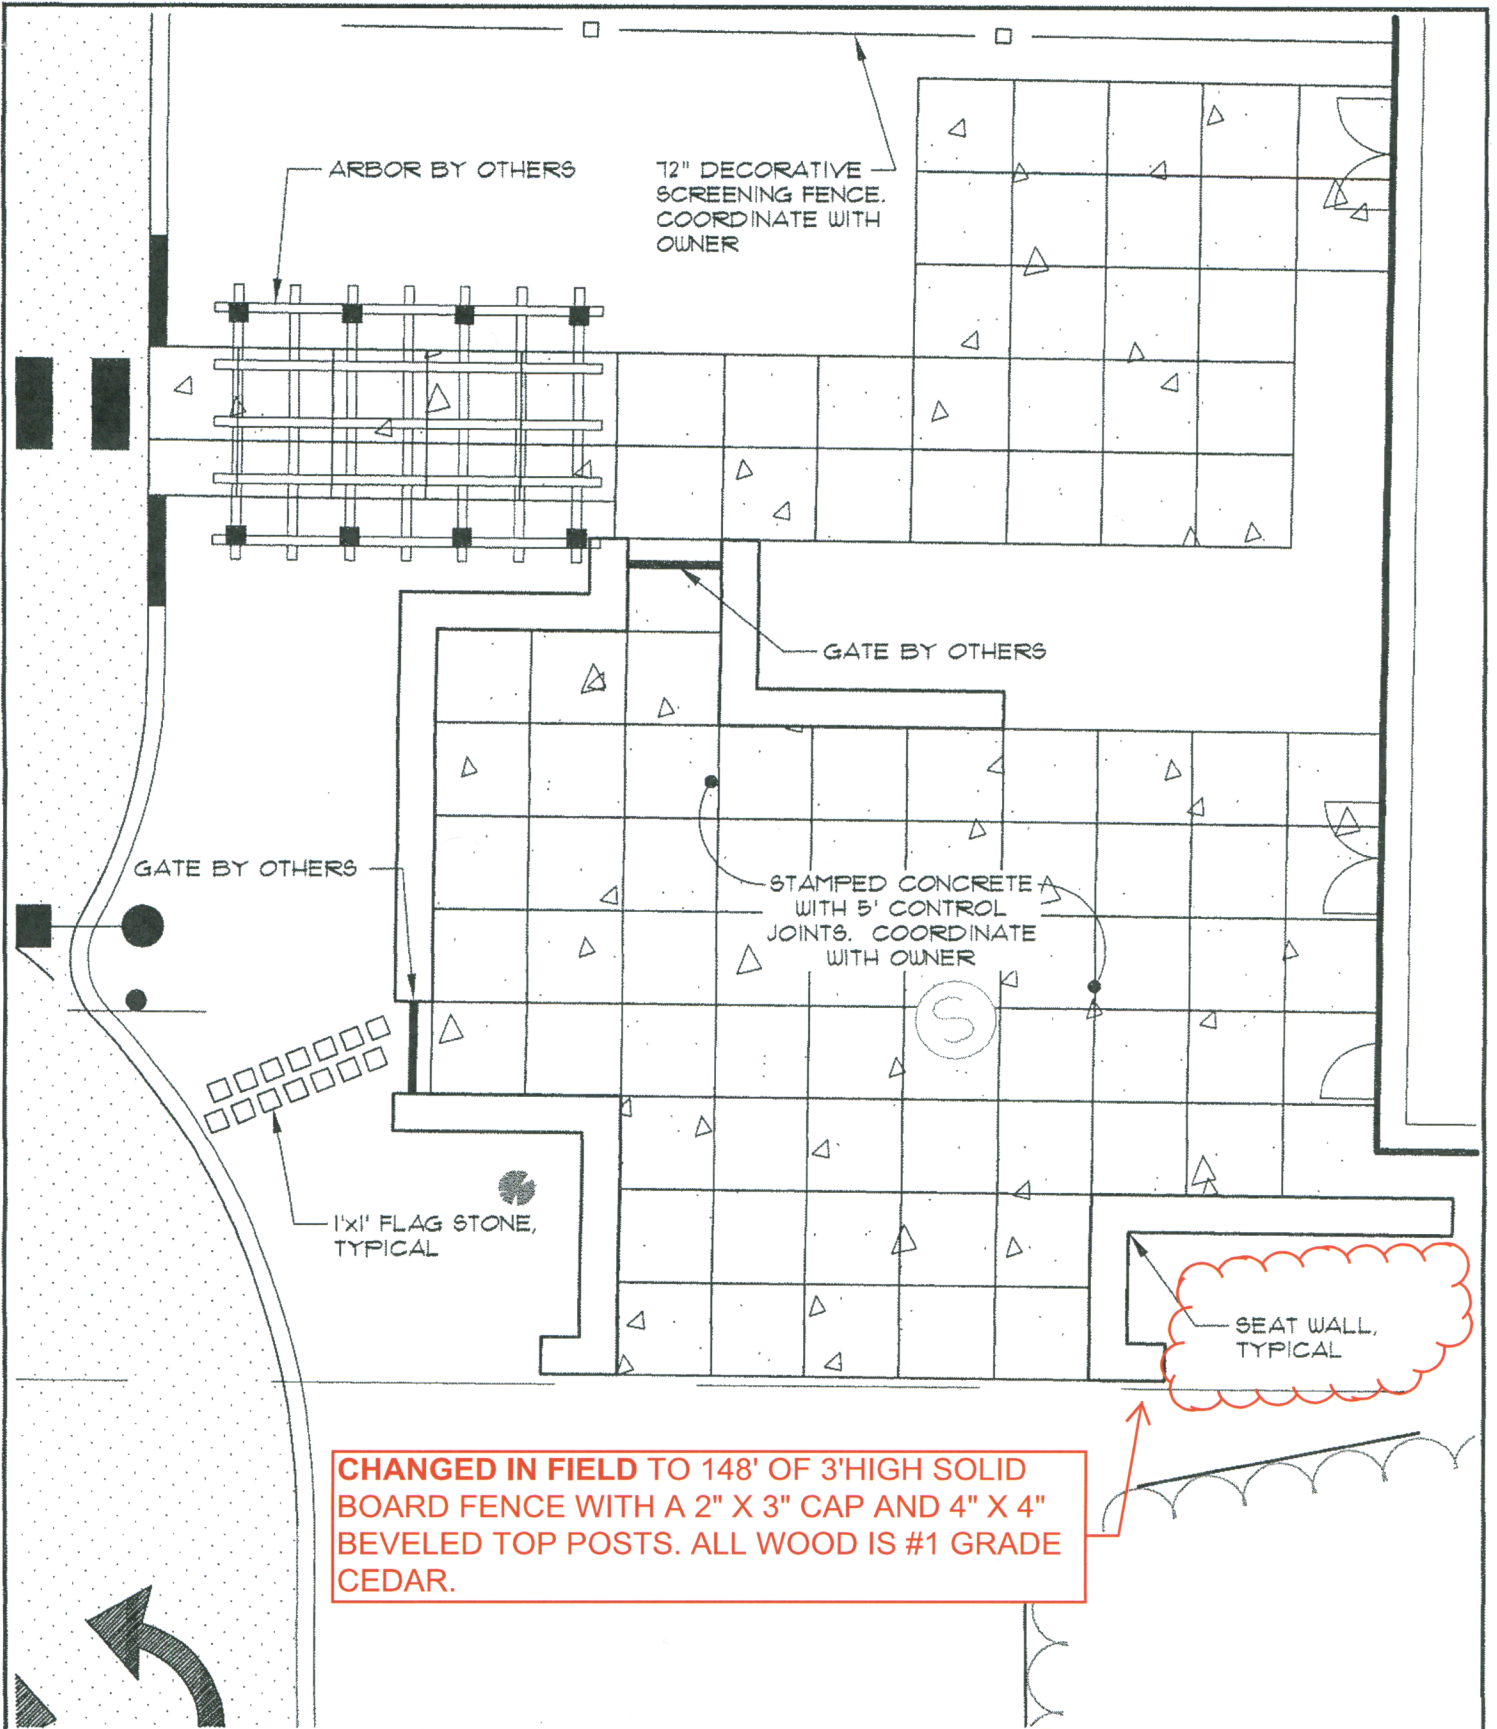 ARBOR BY OTHERS
72" DECORATIVE
SCREENING FENCE.
COORDINATE WITH
OWNER
GATE BY OTHERS
GATE BY OTHERS
STAMPED CONCRETE
WITH 5' CONTROL
JOINTS. COORDINATE
WITH OWNER
S
1'x1' FLAG STONE,
TYPICAL
SEAT WALL,
TYPICAL
CHANGED IN FIELD TO 148' OF 3'HIGH SOLID
BOARD FENCE WITH A 2" X 3" CAP AND 4" X 4"
BEVELED TOP POSTS. ALL WOOD IS #1 GRADE
CEDAR.